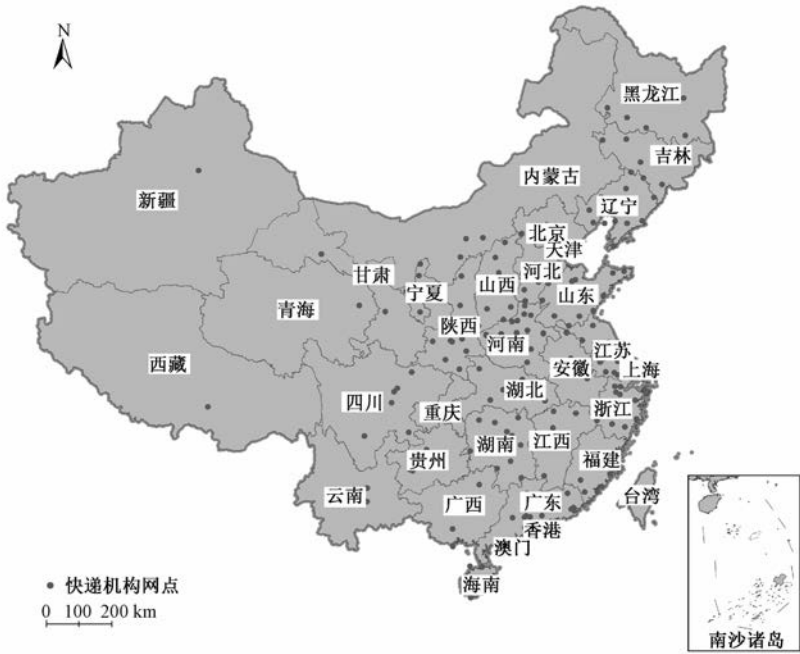 N
黑龙江
吉林
内蒙古
新疆
辽宁
北京
天津
河北
甘肃
山西
宁夏
山东
青海
陕西
河南
江苏
西藏
安徽
上海
湖北
四川
浙江
重庆
湖南
江西
贵州
福建
云南
台湾
广西
广东
香港
澳门
海南
快递机构网点
0 100 200 km
南沙诸岛